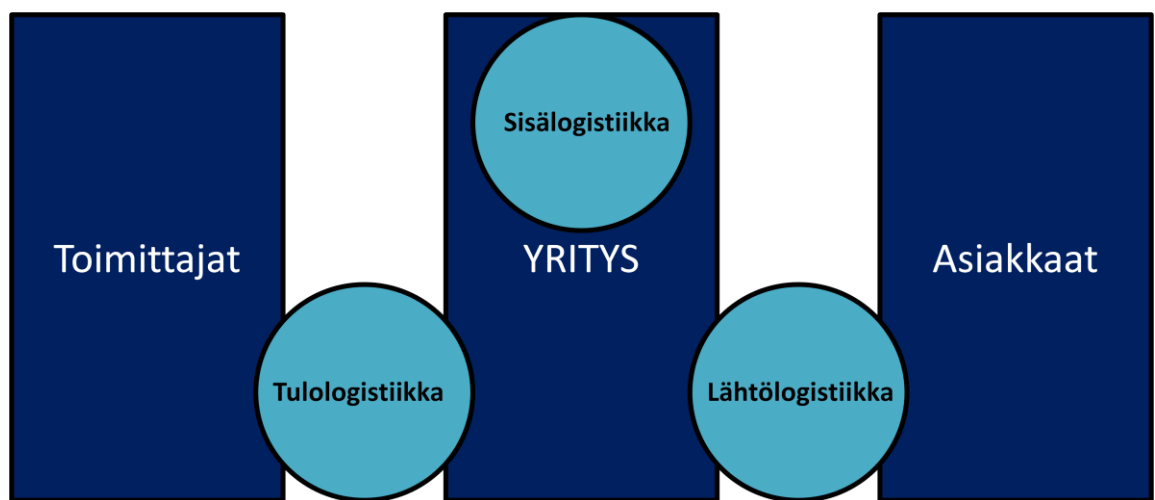 Sisälogistiikka
Toimittajat
YRITYS
Asiakkaat
Tulologistiikka
Lähtölogistiikka